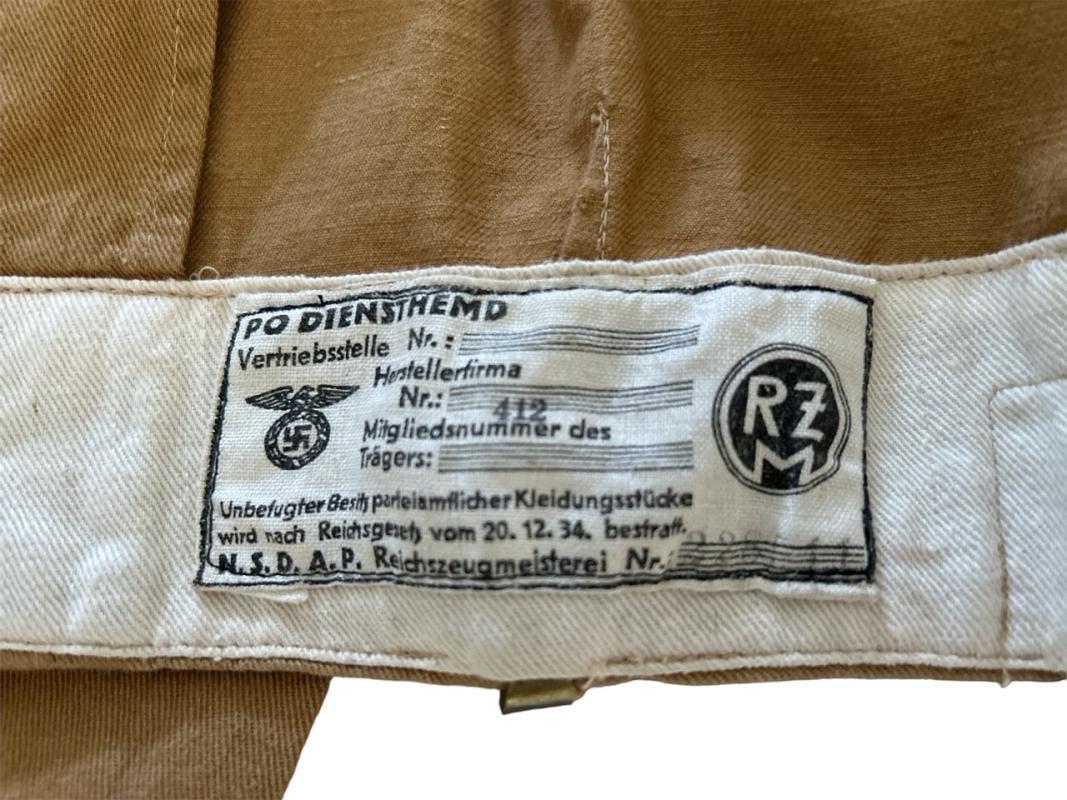 PO DIENSTHEMD
Vertriebsstelle Nr.:
Herstellerfirma
Nr.: 412
Mitgliedsnummer des
Trägers:
Unbefugter Besitz parteiamtlicher Kleidungsstücke
wird nach Reichsgesetz vom 20. 12. 34. bestraft.
N.S.D.A.P. Reichszeugmeisterei Nr.:
RZM